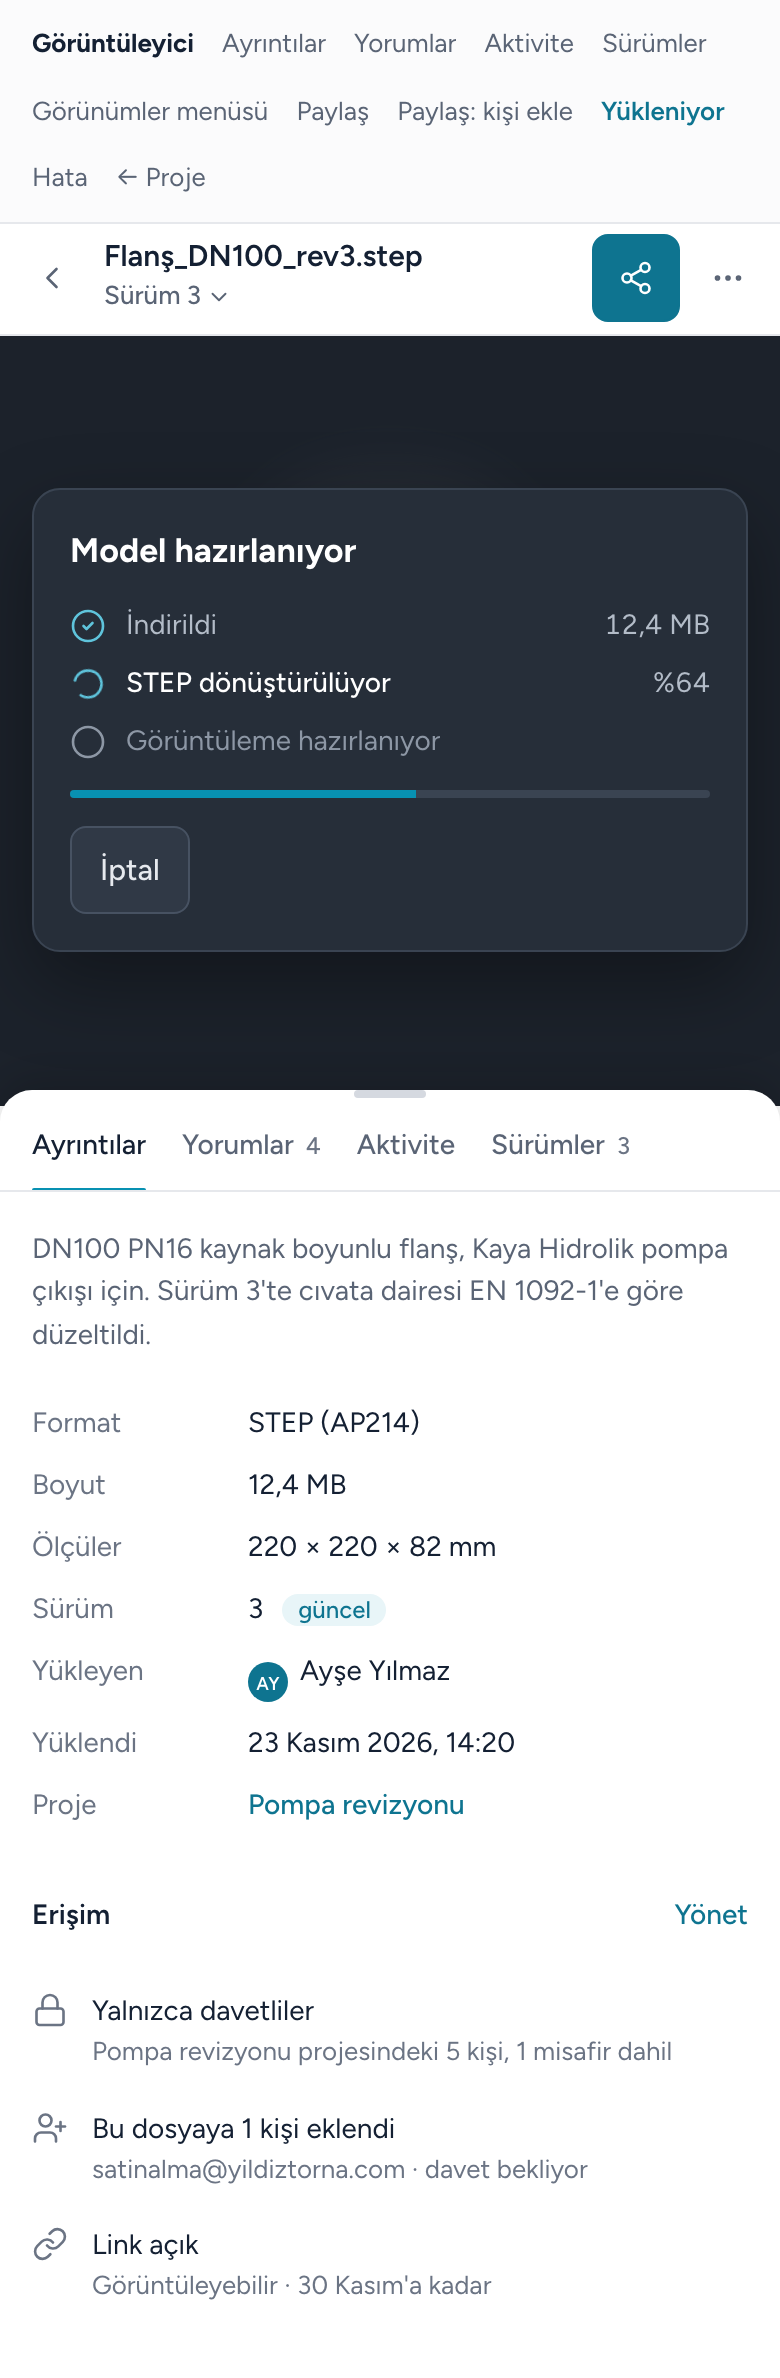 Görüntüleyici Ayrıntılar Yorumlar Aktivite Sürümler
Görünümler menüsü Paylaş Paylaş: kişi ekle Yükleniyor
Hata ← Proje
Flanş_DN100_rev3.step
Sürüm 3
Model hazırlanıyor
İndirildi 12,4 MB
STEP dönüştürülüyor %64
Görüntüleme hazırlanıyor
İptal
Ayrıntılar Yorumlar 4 Aktivite Sürümler 3
DN100 PN16 kaynak boyunlu flanş, Kaya Hidrolik pompa
çıkışı için. Sürüm 3'te cıvata dairesi EN 1092-1'e göre
düzeltildi.
Format STEP (AP214)
Boyut 12,4 MB
Ölçüler 220 × 220 × 82 mm
Sürüm 3 güncel
Yükleyen AY Ayşe Yılmaz
Yüklendi 23 Kasım 2026, 14:20
Proje Pompa revizyonu
Erişim Yönet
Yalnızca davetliler
Pompa revizyonu projesindeki 5 kişi, 1 misafir dahil
Bu dosyaya 1 kişi eklendi
satinalma@yildiztorna.com · davet bekliyor
Link açık
Görüntüleyebilir · 30 Kasım'a kadar